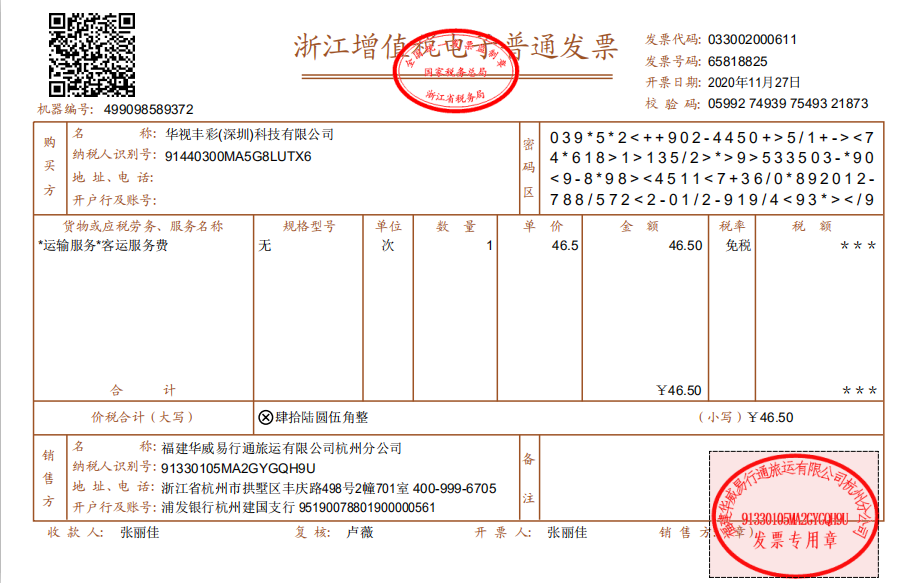 浙江增值税电子普通发票
全国统一发票监制章
国家税务总局
浙江省税务局
发票代码: 033002000611
发票号码: 65818825
开票日期: 2020年11月27日
校 验 码: 05992 74939 75493 21873
机器编号: 499098589372
购买方
名 称: 华视丰彩(深圳)科技有限公司
纳税人识别号: 91440300MA5G8LUTX6
地 址、电 话:
开户行及账号:
密码区
039*5*2<++902-4450+>5/1+-><7
4*618>1>135/2>*>9>533503-*90
<9-8*98><4511<7+36/0*892012-
788/572<2-01/2-919/4<93*></9
货物或应税劳务、服务名称 规格型号 单位 数 量 单 价 金 额 税率 税 额
*运输服务*客运服务费 无 次 1 46.5 46.50 免税 ***
合 计 ¥46.50 ***
价税合计（大写） ⊗肆拾陆圆伍角整 （小写）¥46.50
销售方
名 称: 福建华威易行通旅运有限公司杭州分公司
纳税人识别号: 91330105MA2GYGQH9U
地 址、电 话: 浙江省杭州市拱墅区丰庆路498号2幢701室 400-999-6705
开户行及账号: 浦发银行杭州建国支行 95190078801900000561
备注
收 款 人: 张丽佳 复 核: 卢薇 开 票 人: 张丽佳 销 售 方:（章）
福建华威易行通旅运有限公司杭州分公司
91330105MA2GYGQH9U
发票专用章